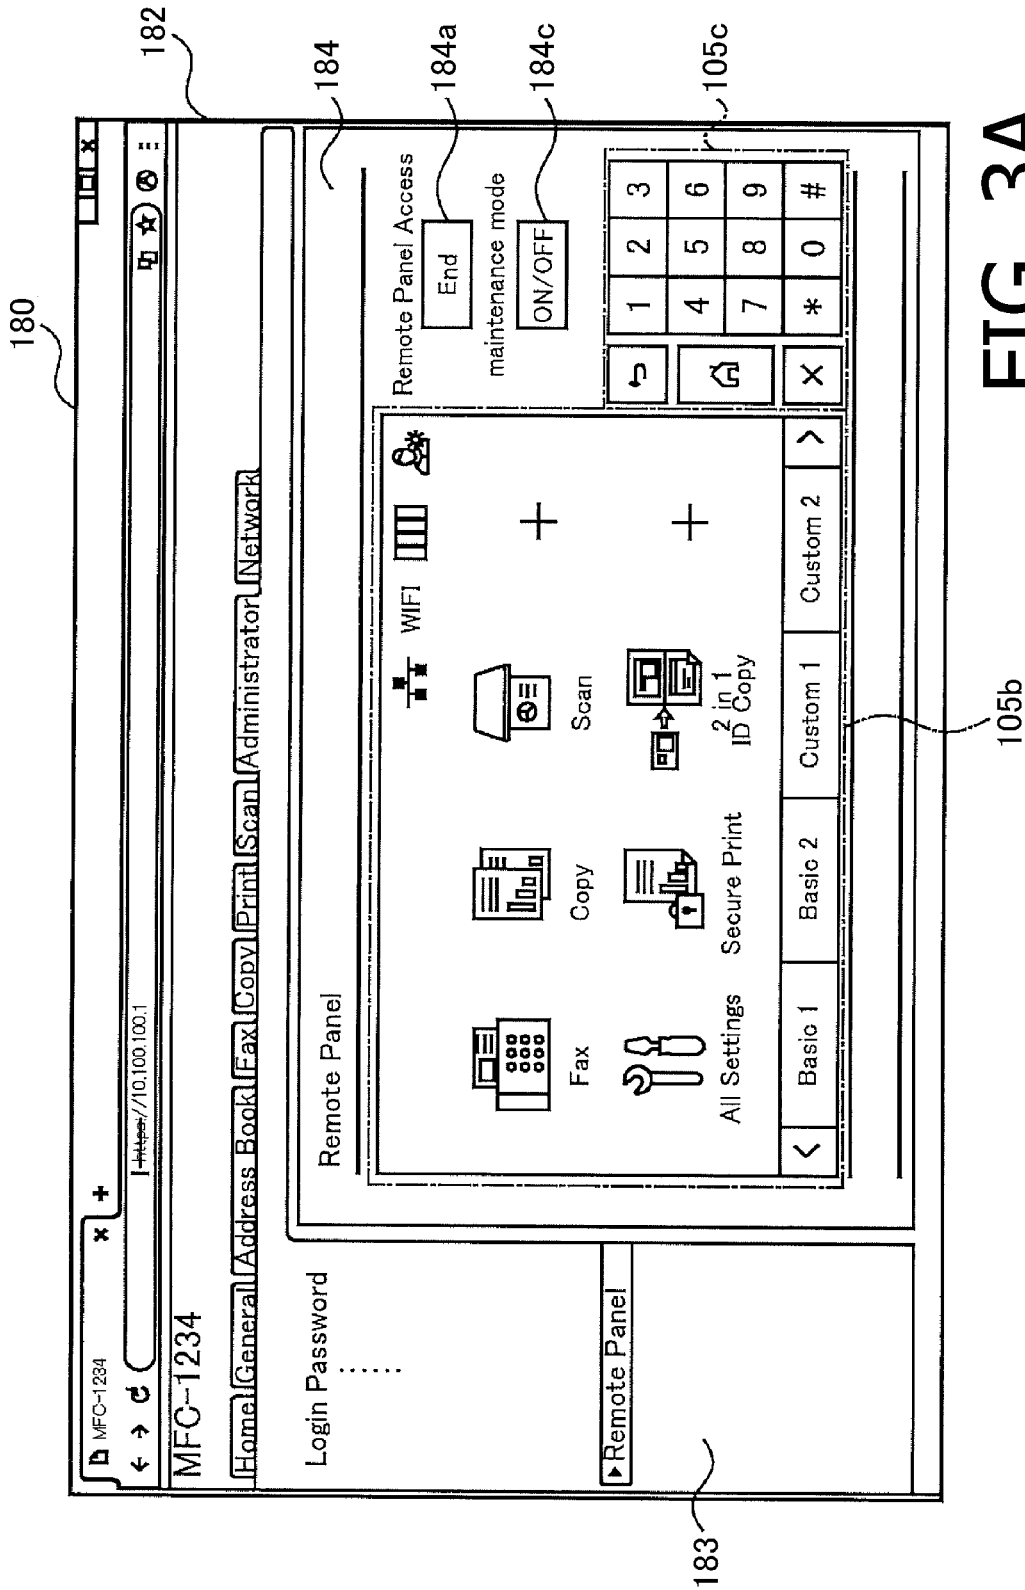 180
182
MFC-1234
https://10.100.100.1
MFC-1234
Home General Address Book Fax Copy Print Scan Administrator Network
Login Password
......
▶Remote Panel
183
Remote Panel
184
WIFI
Fax
Copy
Scan
All Settings
Secure Print
2 in 1
ID Copy
< Basic 1 Basic 2 Custom 1 Custom 2 >
105b
Remote Panel Access
End
184a
maintenance mode
ON/OFF
184c
1 2 3
4 5 6
7 8 9
* 0 #
105c
FIG. 3A